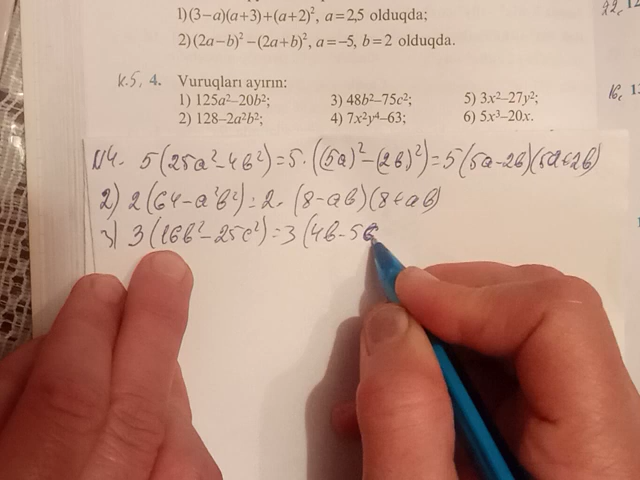 1) (3–a)(a+3)+(a+2)², a=2,5 olduqda;
2) (2a–b)²–(2a+b)², a=–5, b=2 olduqda.
K.5, 4. Vuruqları ayırın:
1) 125a²–20b²; 3) 48b²–75c²; 5) 3x²–27y²;
2) 128–2a²b²; 4) 7x²y⁴–63; 6) 5x³–20x.
N4. 5(25a²-4b²)=5·((5a)²-(2b)²)=5(5a-2b)(5a+2b)
2) 2(64-a²b²)=2·(8-ab)(8+ab)
3) 3(16b²-25c²)=3(4b-5c
22c
16c 13